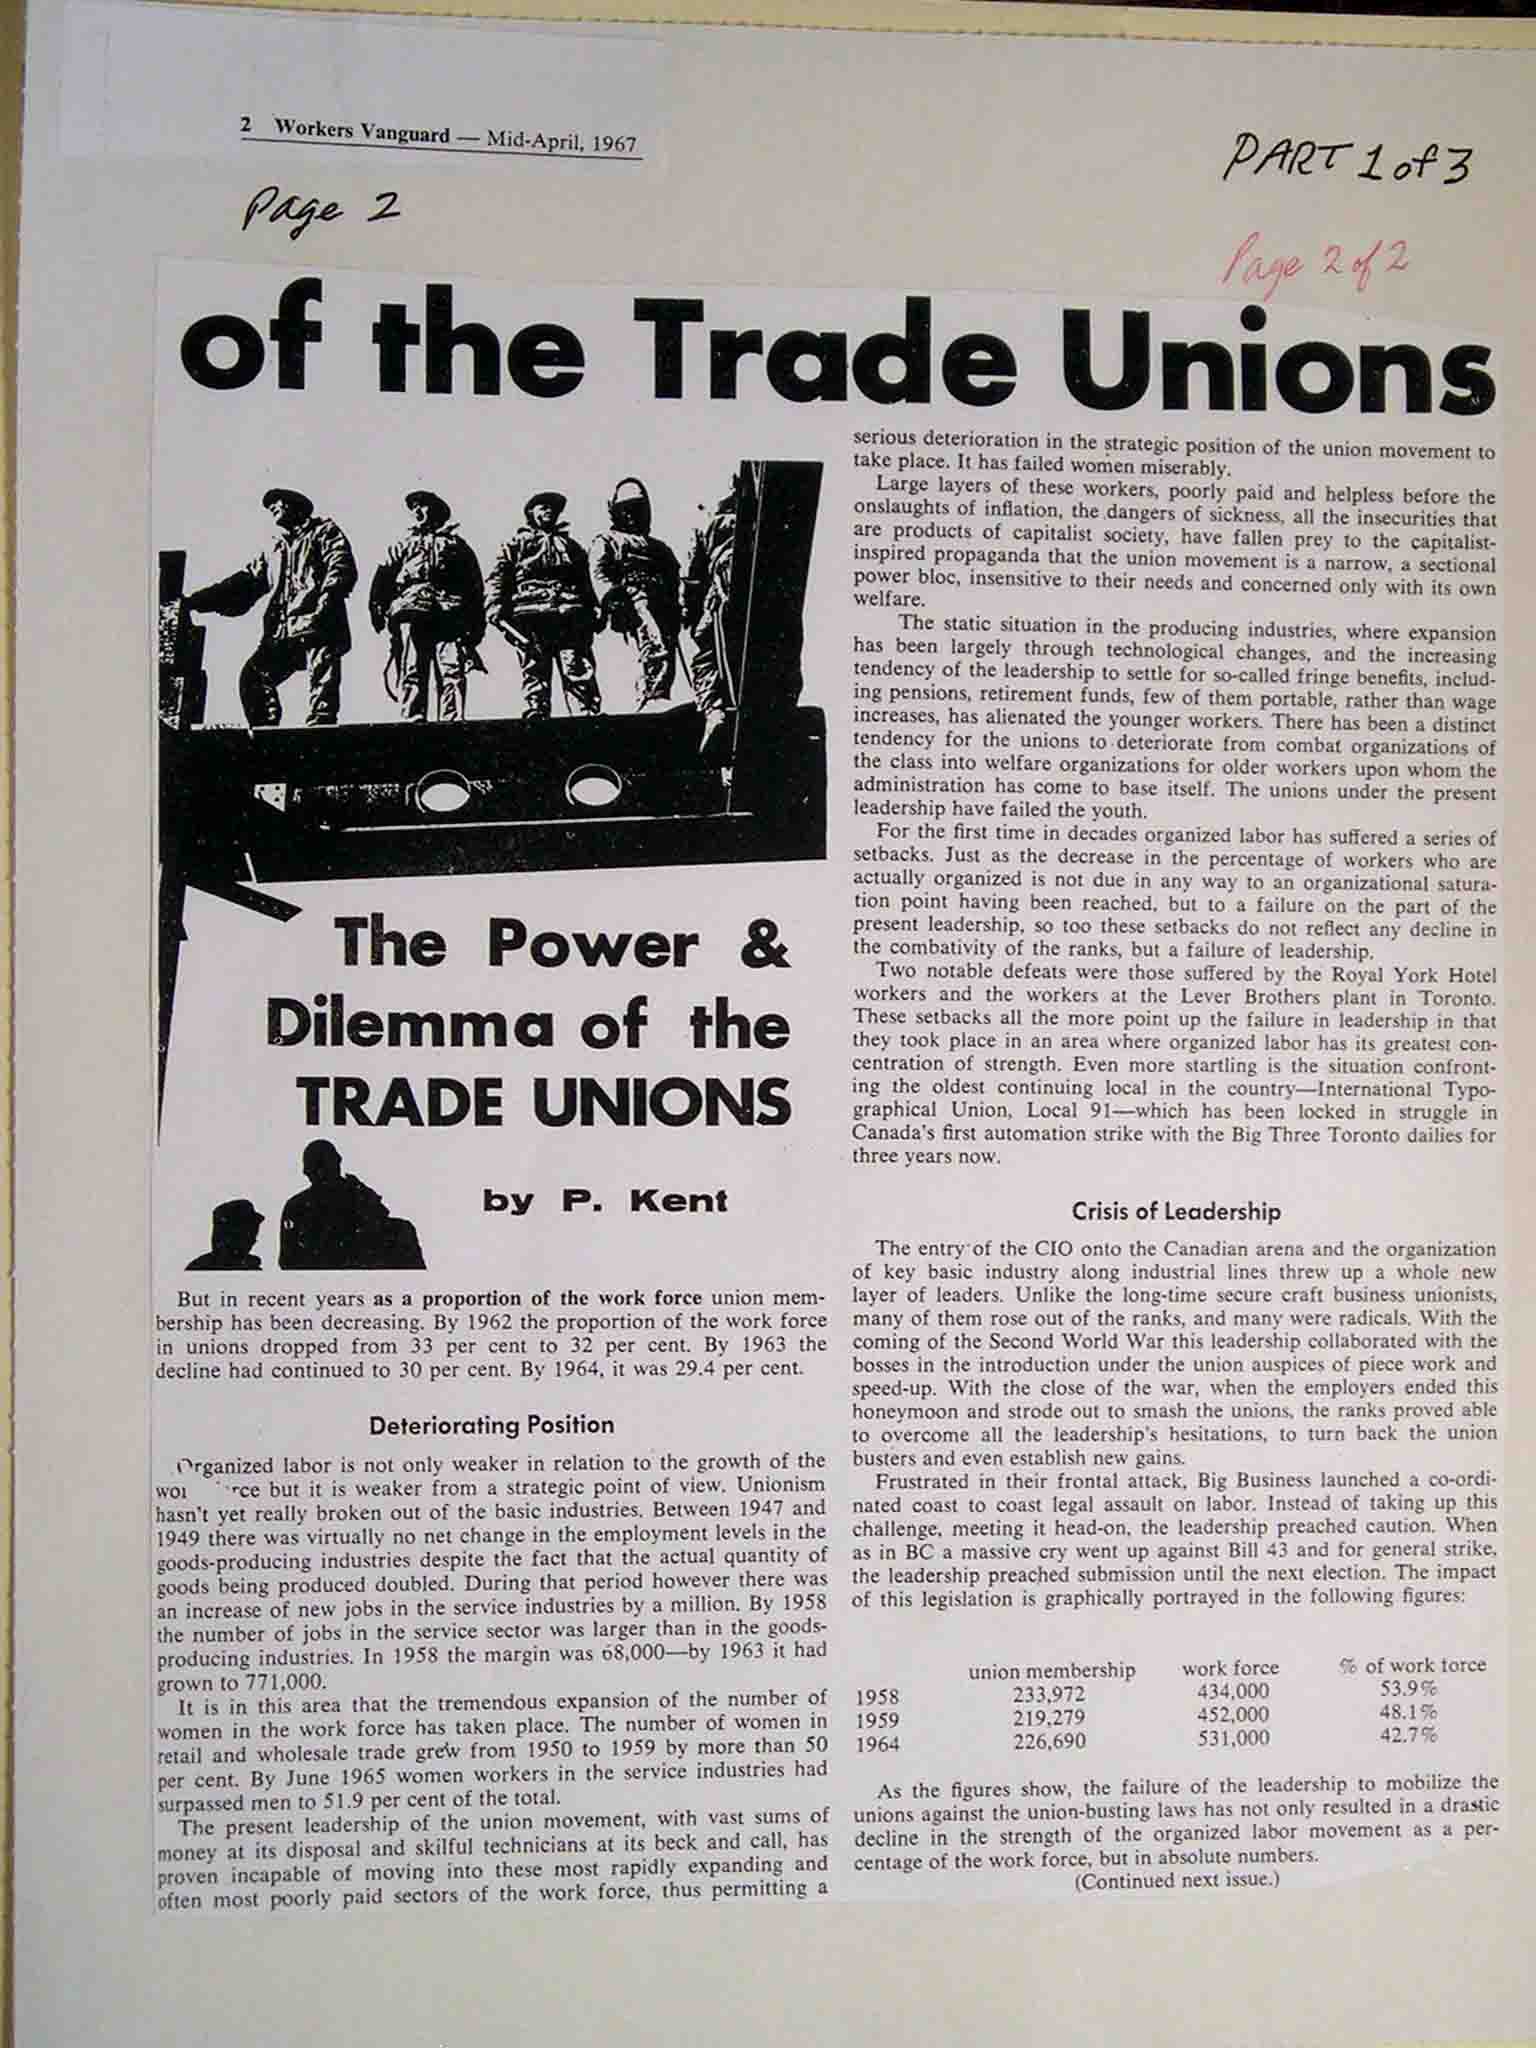 2 Workers Vanguard — Mid-April, 1967
PART 1 of 3
Page 2
Page 2 of 2
of the Trade Unions
The Power &
Dilemma of the
TRADE UNIONS
by P. Kent
But in recent years as a proportion of the work force union mem-
bership has been decreasing. By 1962 the proportion of the work force
in unions dropped from 33 per cent to 32 per cent. By 1963 the
decline had continued to 30 per cent. By 1964, it was 29.4 per cent.
Deteriorating Position
Organized labor is not only weaker in relation to the growth of the
but it is weaker from a strategic point of view. Unionism
hasn't yet really broken out of the basic industries. Between 1947 and
1949 there was virtually no net change in the employment levels in the
goods-producing industries despite the fact that the actual quantity of
goods being produced doubled. During that period however there was
an increase of new jobs in the service industries by a million. By 1958
the number of jobs in the service sector was larger than in the goods-
producing industries. In 1958 the margin was 68,000—by 1963 it had
grown to 771,000.
It is in this area that the tremendous expansion of the number of
women in the work force has taken place. The number of women in
retail and wholesale trade grew from 1950 to 1959 by more than 50
per cent. By June 1965 women workers in the service industries had
surpassed men to 51.9 per cent of the total.
The present leadership of the union movement, with vast sums of
money at its disposal and skilful technicians at its beck and call, has
proven incapable of moving into these most rapidly expanding and
often most poorly paid sectors of the work force, thus permitting a
serious deterioration in the strategic position of the union movement to
take place. It has failed women miserably.
Large layers of these workers, poorly paid and helpless before the
onslaughts of inflation, the dangers of sickness, all the insecurities that
are products of capitalist society, have fallen prey to the capitalist-
inspired propaganda that the union movement is a narrow, a sectional
power bloc, insensitive to their needs and concerned only with its own
welfare.
The static situation in the producing industries, where expansion
has been largely through technological changes, and the increasing
tendency of the leadership to settle for so-called fringe benefits, includ-
ing pensions, retirement funds, few of them portable, rather than wage
increases, has alienated the younger workers. There has been a distinct
tendency for the unions to deteriorate from combat organizations of
the class into welfare organizations for older workers upon whom the
administration has come to base itself. The unions under the present
leadership have failed the youth.
For the first time in decades organized labor has suffered a series of
setbacks. Just as the decrease in the percentage of workers who are
actually organized is not due in any way to an organizational satura-
tion point having been reached, but to a failure on the part of the
present leadership, so too these setbacks do not reflect any decline in
the combativity of the ranks, but a failure of leadership.
Two notable defeats were those suffered by the Royal York Hotel
workers and the workers at the Lever Brothers plant in Toronto.
These setbacks all the more point up the failure in leadership in that
they took place in an area where organized labor has its greatest con-
centration of strength. Even more startling is the situation confront-
ing the oldest continuing local in the country—International Typo-
graphical Union, Local 91—which has been locked in struggle in
Canada's first automation strike with the Big Three Toronto dailies for
three years now.
Crisis of Leadership
The entry of the CIO onto the Canadian arena and the organization
of key basic industry along industrial lines threw up a whole new
layer of leaders. Unlike the long-time secure craft business unionists,
many of them rose out of the ranks, and many were radicals. With the
coming of the Second World War this leadership collaborated with the
bosses in the introduction under the union auspices of piece work and
speed-up. With the close of the war, when the employers ended this
honeymoon and strode out to smash the unions, the ranks proved able
to overcome all the leadership's hesitations, to turn back the union
busters and even establish new gains.
Frustrated in their frontal attack, Big Business launched a co-ordi-
nated coast to coast legal assault on labor. Instead of taking up this
challenge, meeting it head-on, the leadership preached caution. When
as in BC a massive cry went up against Bill 43 and for general strike,
the leadership preached submission until the next election. The impact
of this legislation is graphically portrayed in the following figures:
union membership work force % of work force
1958 233,972 434,000 53.9%
1959 219,279 452,000 48.1%
1964 226,690 531,000 42.7%
As the figures show, the failure of the leadership to mobilize the
unions against the union-busting laws has not only resulted in a drastic
decline in the strength of the organized labor movement as a per-
centage of the work force, but in absolute numbers.
(Continued next issue.)